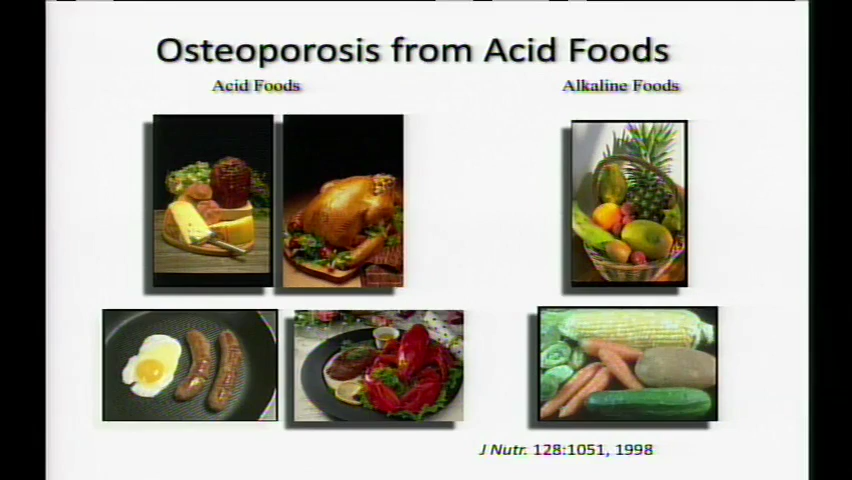 Osteoporosis from Acid Foods
Acid Foods
Alkaline Foods
J Nutr. 128:1051, 1998